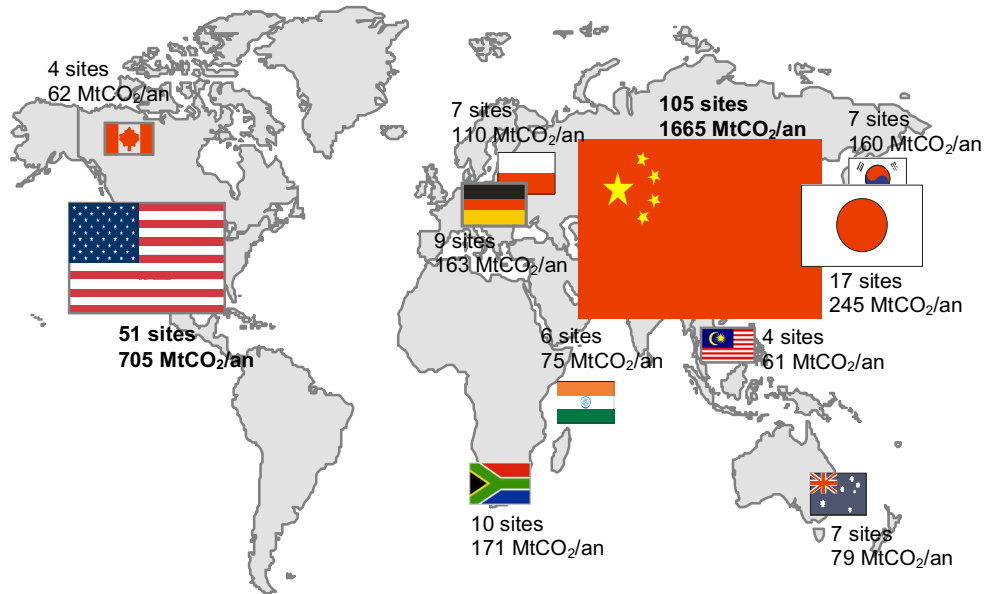 4 sites
62 MtCO₂/an
7 sites
110 MtCO₂/an
105 sites
1665 MtCO₂/an
7 sites
160 MtCO₂/an
9 sites
163 MtCO₂/an
17 sites
245 MtCO₂/an
51 sites
705 MtCO₂/an
6 sites
75 MtCO₂/an
4 sites
61 MtCO₂/an
10 sites
171 MtCO₂/an
7 sites
79 MtCO₂/an